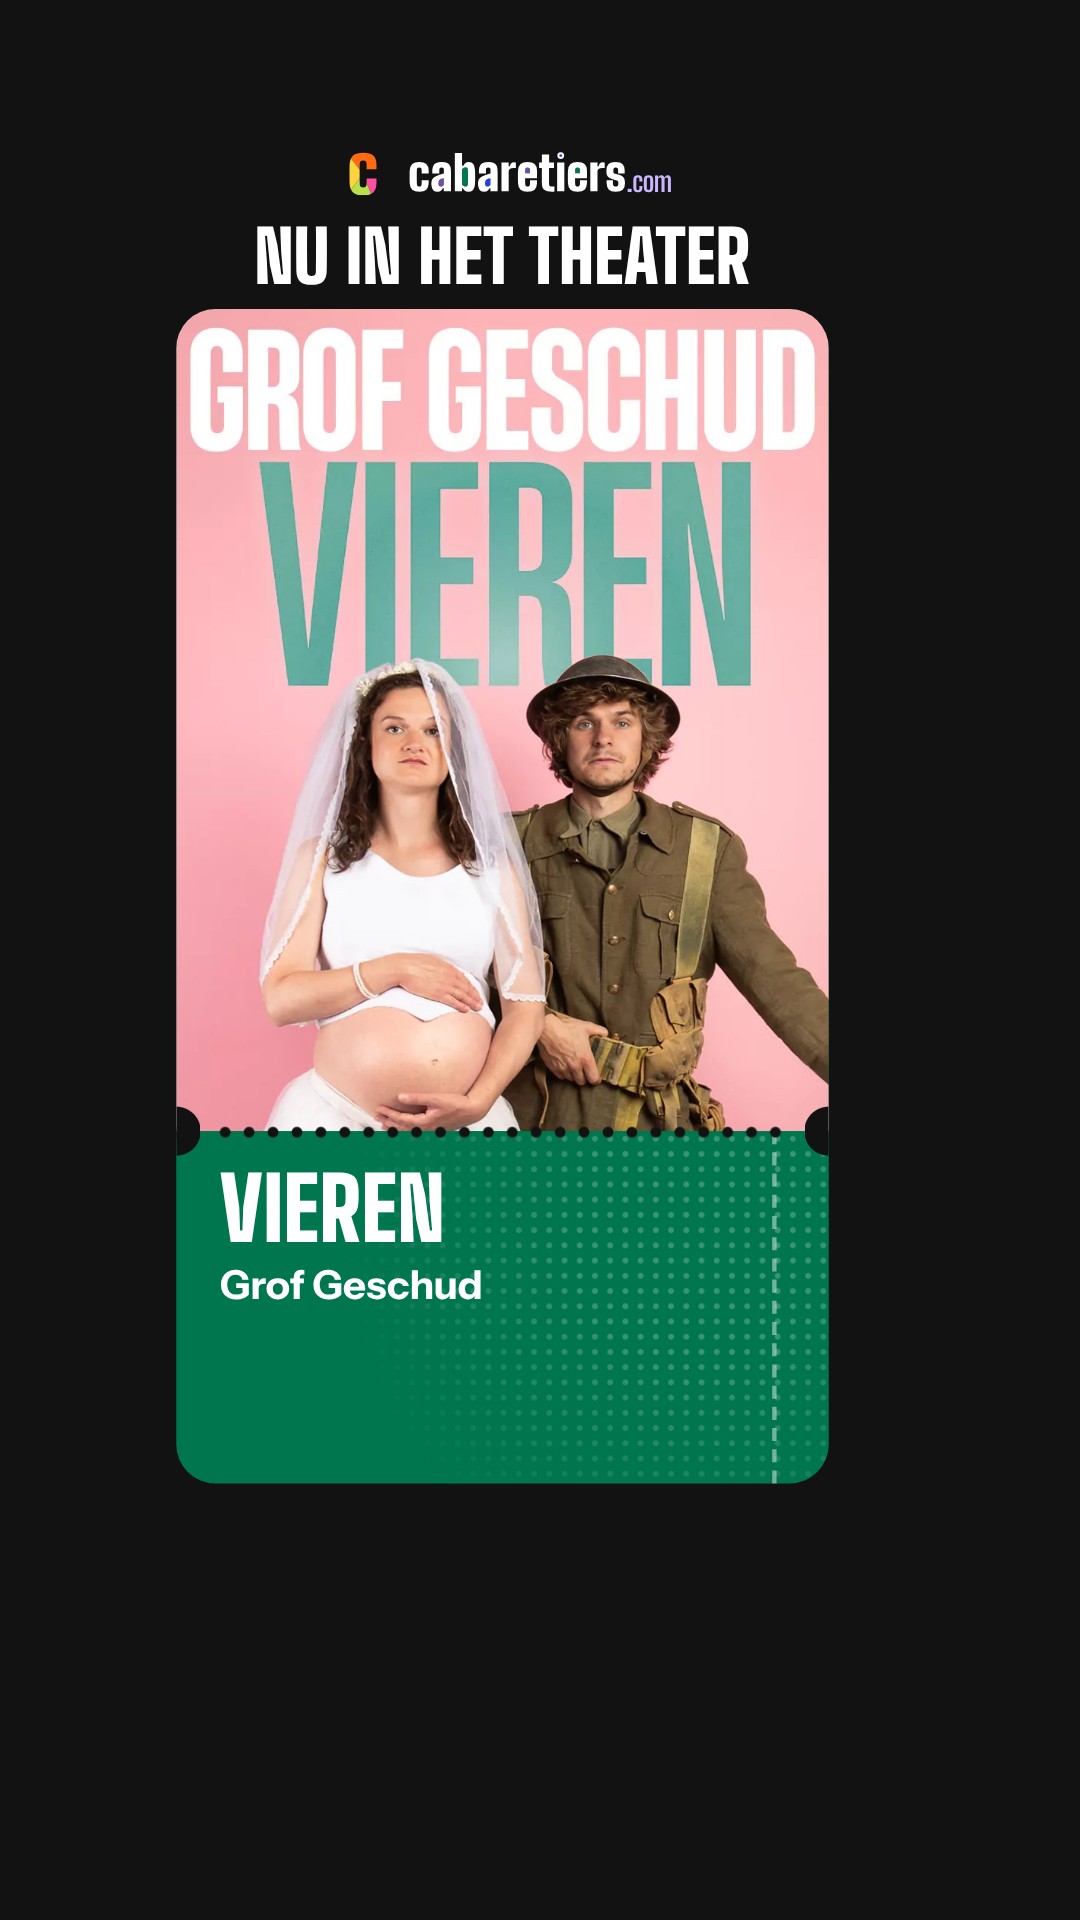 C cabaretiers.com
NU IN HET THEATER
GROF GESCHUD
VIEREN
VIEREN
Grof Geschud